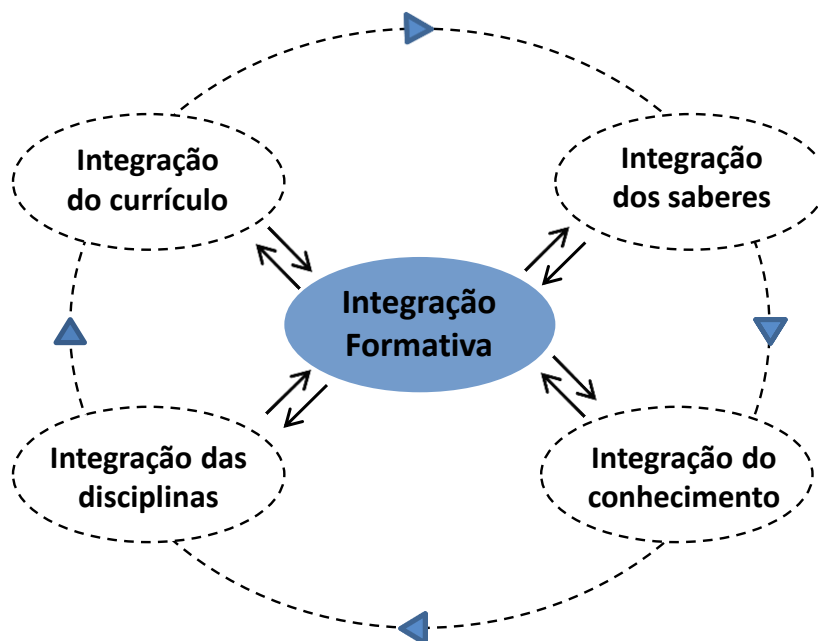 Integração
do currículo
Integração
dos saberes
Integração
Formativa
Integração das
disciplinas
Integração do
conhecimento